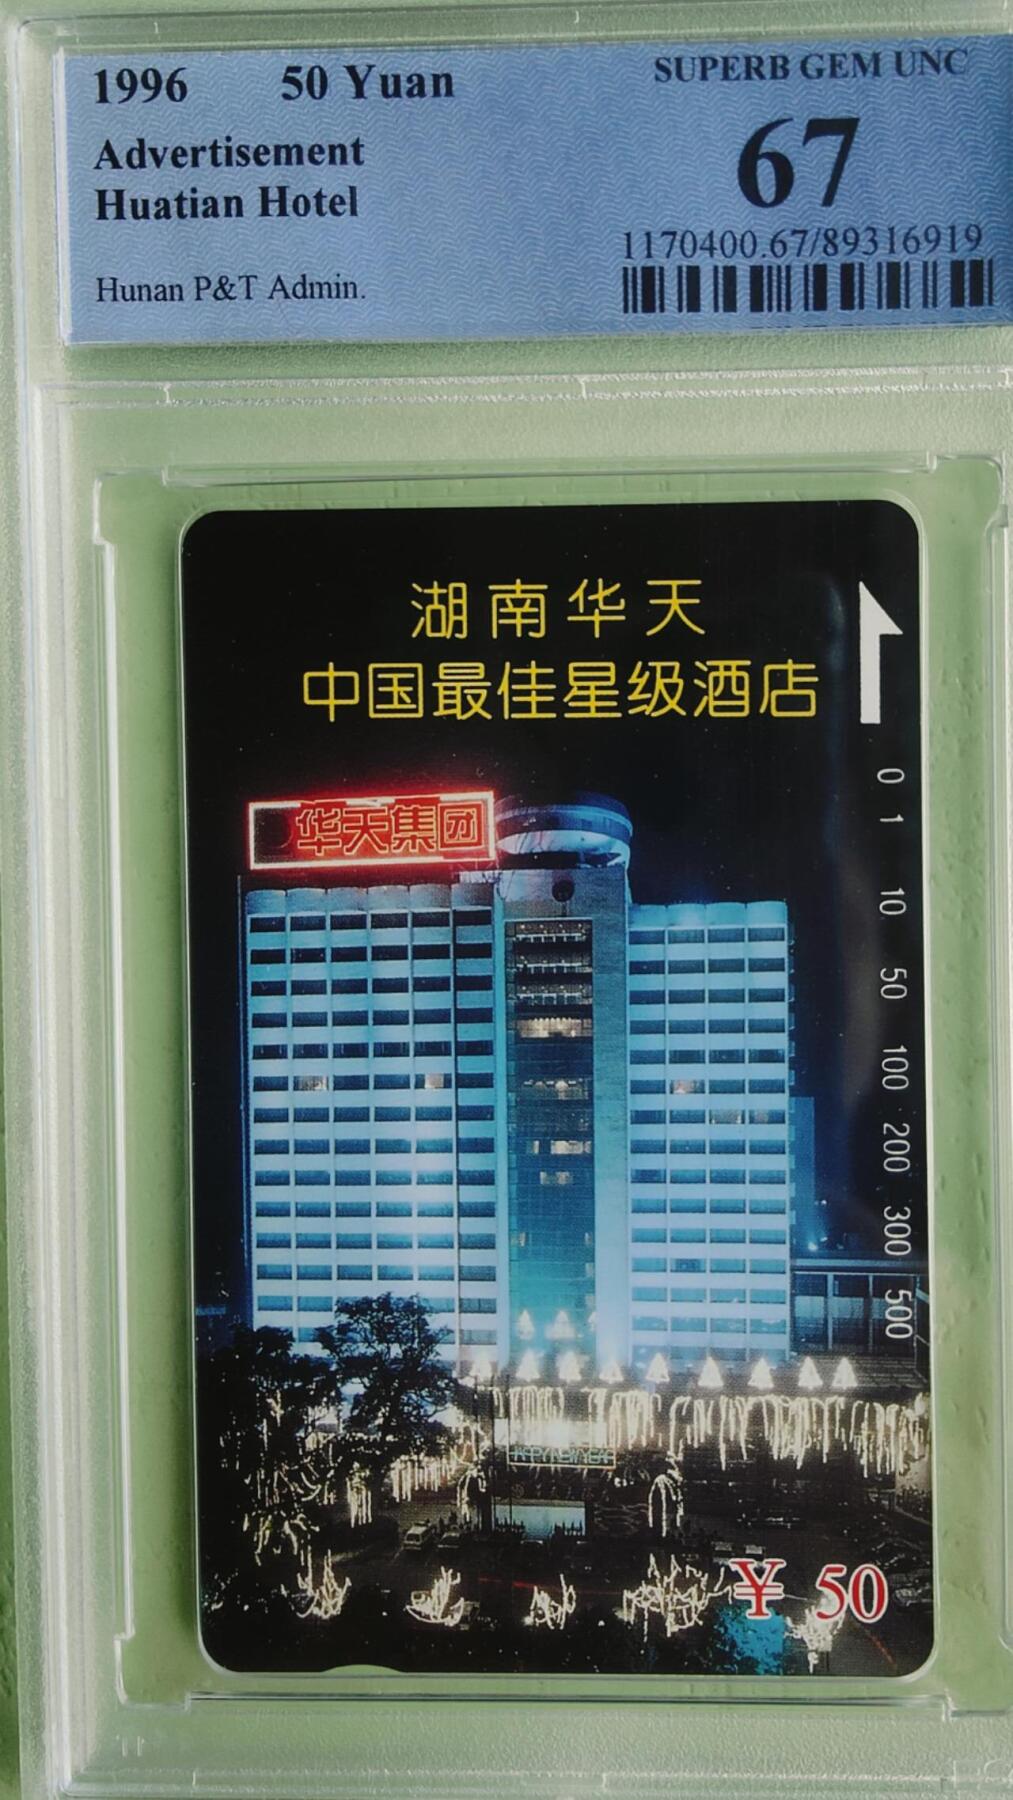 1996 50 Yuan
SUPERB GEM UNC
Advertisement
Huatian Hotel
67
1170400.67/89316919
Hunan P&T Admin.
湖南华天
中国最佳星级酒店
华天集团
0 1 10 50 100 200 300 500
¥ 50